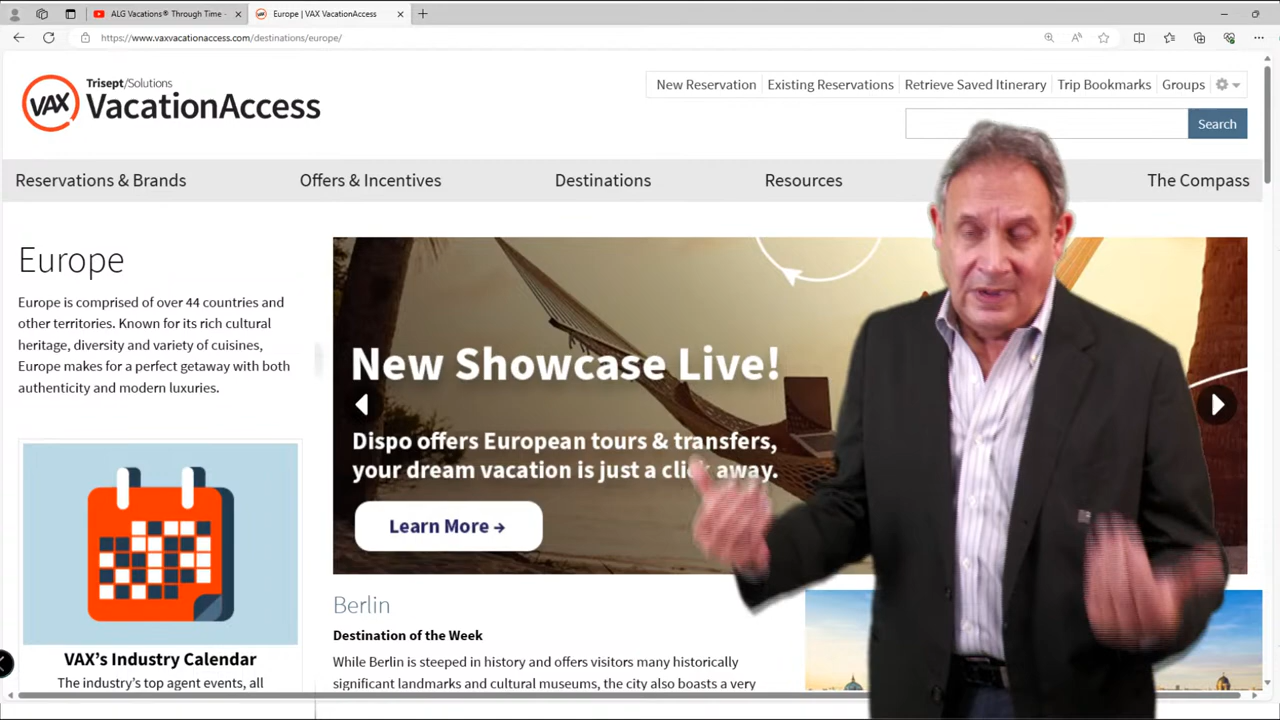 ALG Vacations® Through Time -
Europe | VAX VacationAccess
https://www.vaxvacationaccess.com/destinations/europe/
Trisept/Solutions
VAX
VacationAccess
New Reservation
Existing Reservations
Retrieve Saved Itinerary
Trip Bookmarks
Groups
Search
Reservations & Brands
Offers & Incentives
Destinations
Resources
The Compass
Europe
Europe is comprised of over 44 countries and
other territories. Known for its rich cultural
heritage, diversity and variety of cuisines,
Europe makes for a perfect getaway with both
authenticity and modern luxuries.
New Showcase Live!
Dispo offers European tours & transfers,
your dream vacation is just a click away.
Learn More →
VAX's Industry Calendar
The industry's top agent events, all
Berlin
Destination of the Week
While Berlin is steeped in history and offers visitors many historically
significant landmarks and cultural museums, the city also boasts a very